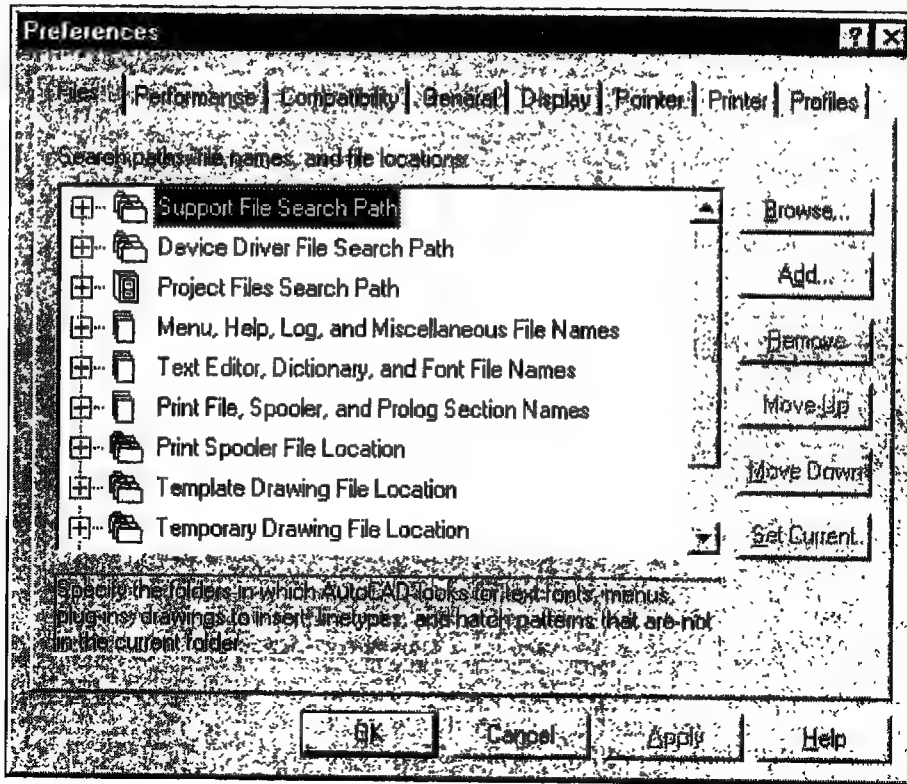 Preferences
Files Performance Compatibility General Display Pointer Printer Profiles
Search paths, file names, and file locations:
Support File Search Path
Device Driver File Search Path
Project Files Search Path
Menu, Help, Log, and Miscellaneous File Names
Text Editor, Dictionary, and Font File Names
Print File, Spooler, and Prolog Section Names
Print Spooler File Location
Template Drawing File Location
Temporary Drawing File Location
Browse...
Add...
Remove
Move Up
Move Down
Set Current
Specify the folders in which AutoCAD looks for text fonts, menus,
plug-ins, drawings to insert, linetypes, and hatch patterns that are not
in the current folder.
OK Cancel Apply Help